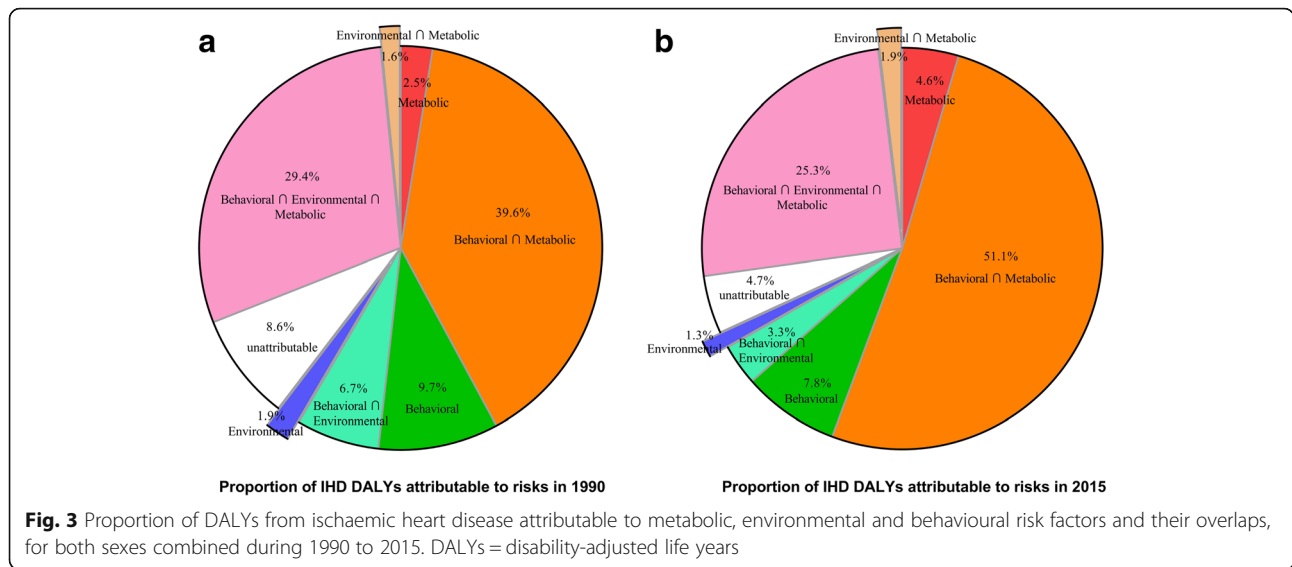 a
Environmental ∩ Metabolic
1.6%
2.5%
Metabolic
39.6%
Behavioral ∩ Metabolic
29.4%
Behavioral ∩ Environmental ∩
Metabolic
8.6%
unattributable
1.9%
Environmental
6.7%
Behavioral ∩
Environmental
9.7%
Behavioral
Proportion of IHD DALYs attributable to risks in 1990
b
Environmental ∩ Metabolic
1.9%
4.6%
Metabolic
25.3%
Behavioral ∩ Environmental ∩
Metabolic
51.1%
Behavioral ∩ Metabolic
4.7%
unattributable
1.3%
Environmental
3.3%
Behavioral ∩
Environmental
7.8%
Behavioral
Proportion of IHD DALYs attributable to risks in 2015
Fig. 3 Proportion of DALYs from ischaemic heart disease attributable to metabolic, environmental and behavioural risk factors and their overlaps,
for both sexes combined during 1990 to 2015. DALYs = disability-adjusted life years